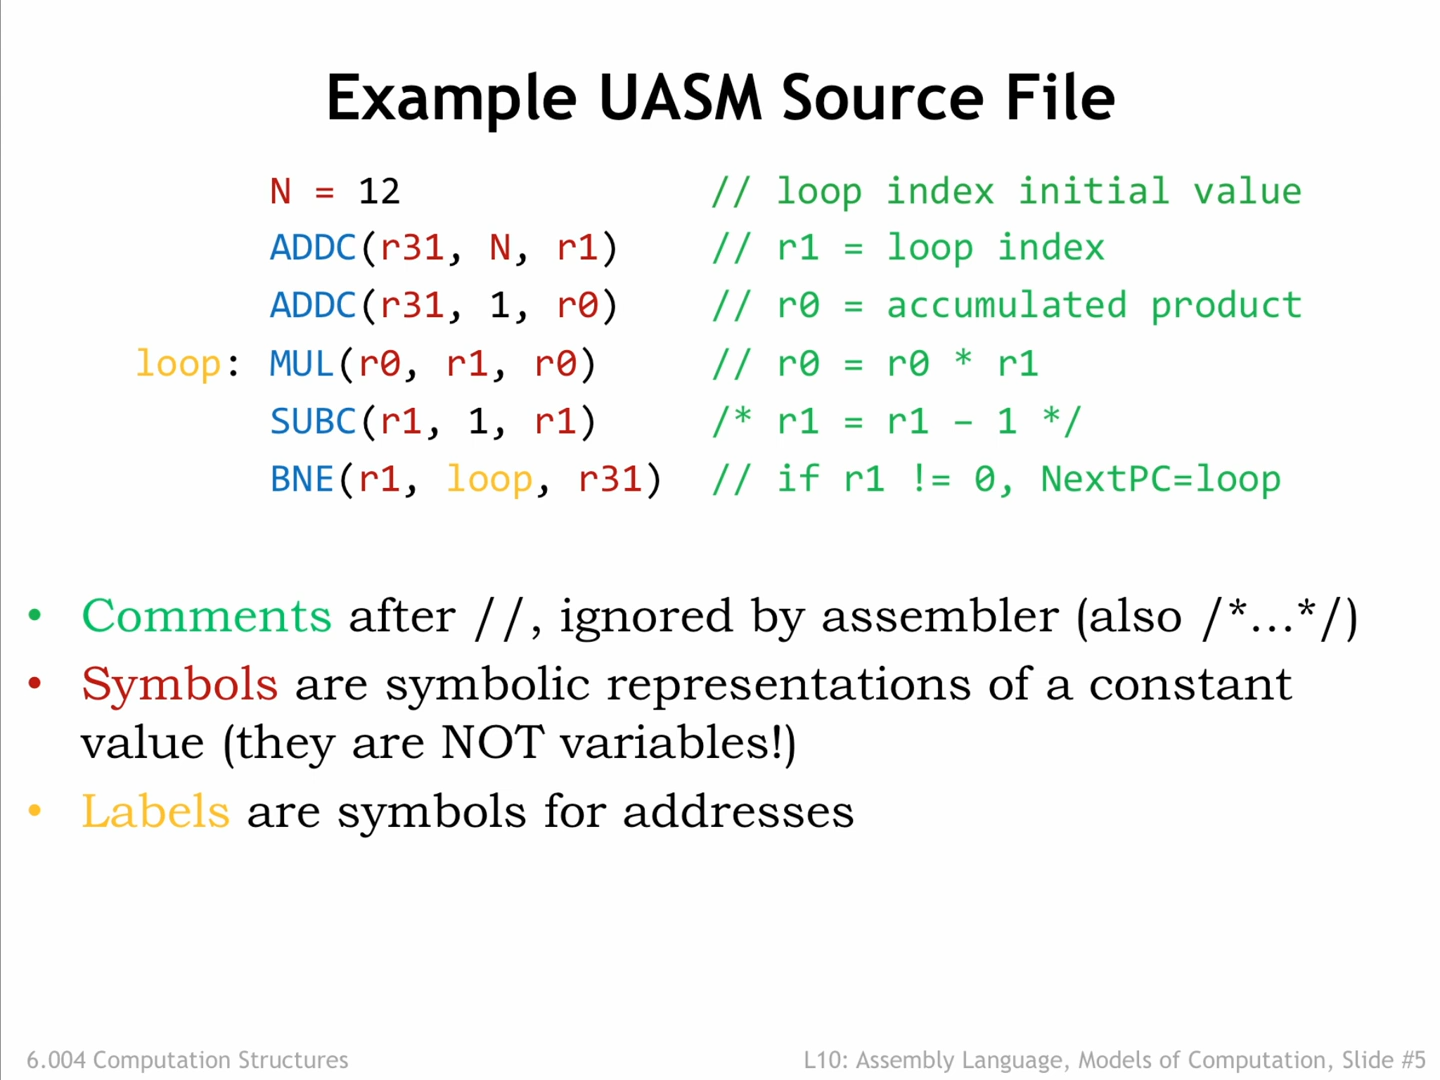 Example UASM Source File
N = 12 // loop index initial value
ADDC(r31, N, r1) // r1 = loop index
ADDC(r31, 1, r0) // r0 = accumulated product
loop: MUL(r0, r1, r0) // r0 = r0 * r1
SUBC(r1, 1, r1) /* r1 = r1 – 1 */
BNE(r1, loop, r31) // if r1 != 0, NextPC=loop
• Comments after //, ignored by assembler (also /*…*/)
• Symbols are symbolic representations of a constant
value (they are NOT variables!)
• Labels are symbols for addresses
6.004 Computation Structures
L10: Assembly Language, Models of Computation, Slide #5